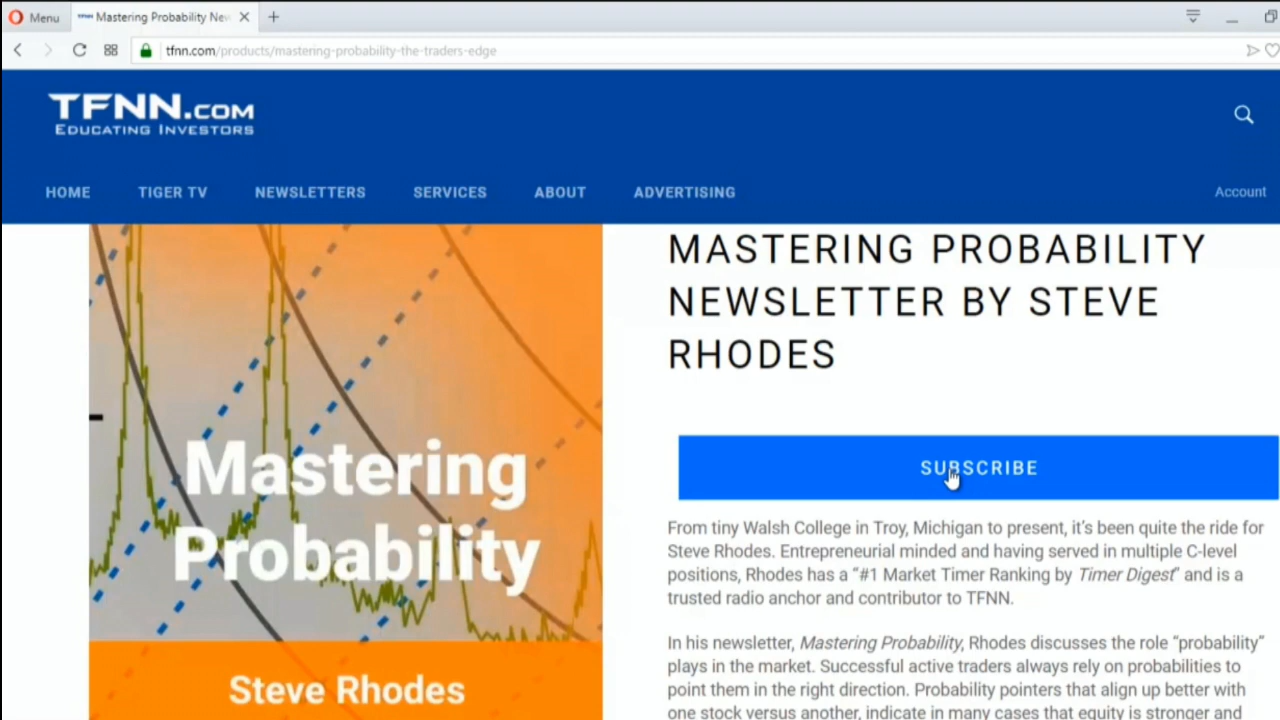 Menu
TFNN Mastering Probability New
tfnn.com/products/mastering-probability-the-traders-edge
TFNN.COM
EDUCATING INVESTORS
HOME TIGER TV NEWSLETTERS SERVICES ABOUT ADVERTISING Account
MASTERING PROBABILITY
NEWSLETTER BY STEVE
RHODES
SUBSCRIBE
From tiny Walsh College in Troy, Michigan to present, it's been quite the ride for
Steve Rhodes. Entrepreneurial minded and having served in multiple C-level
positions, Rhodes has a “#1 Market Timer Ranking by Timer Digest” and is a
trusted radio anchor and contributor to TFNN.
In his newsletter, Mastering Probability, Rhodes discusses the role “probability”
plays in the market. Successful active traders always rely on probabilities to
point them in the right direction. Probability pointers that align up better with
one stock versus another, indicate in many cases that equity is stronger and
Mastering
Probability
Steve Rhodes